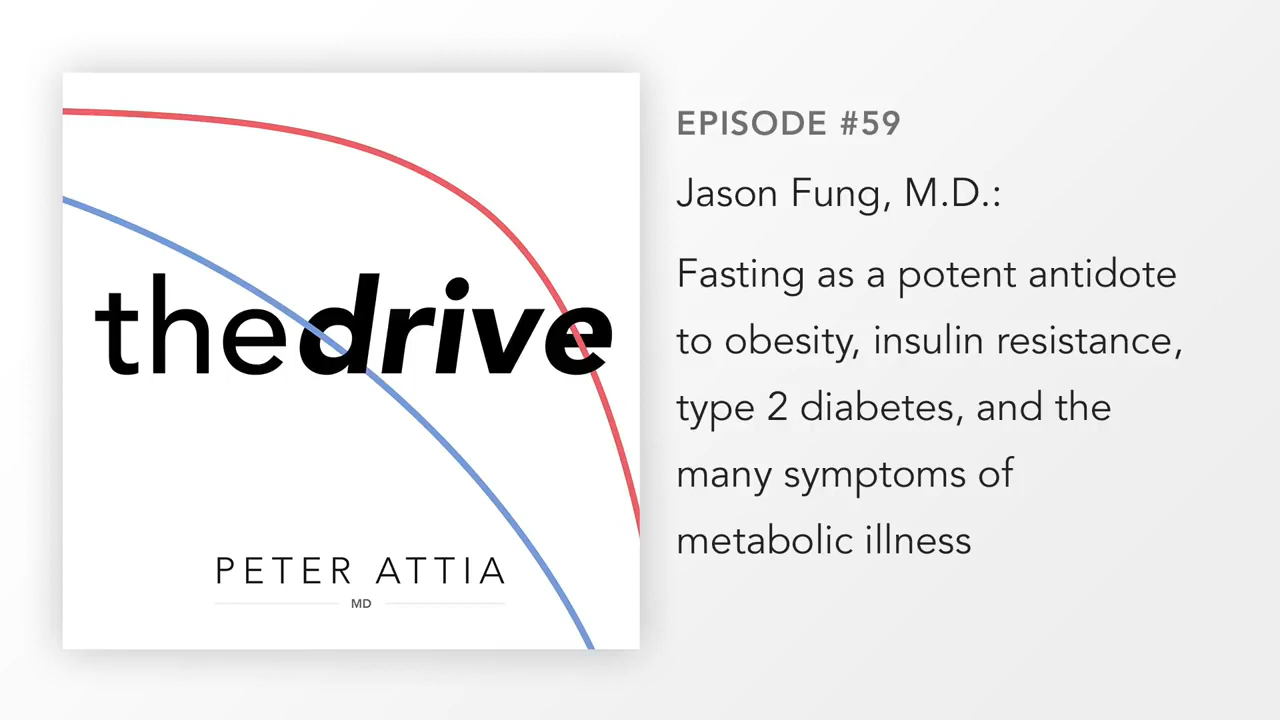 thedrive
PETER ATTIA
MD
EPISODE #59
Jason Fung, M.D.:
Fasting as a potent antidote
to obesity, insulin resistance,
type 2 diabetes, and the
many symptoms of
metabolic illness